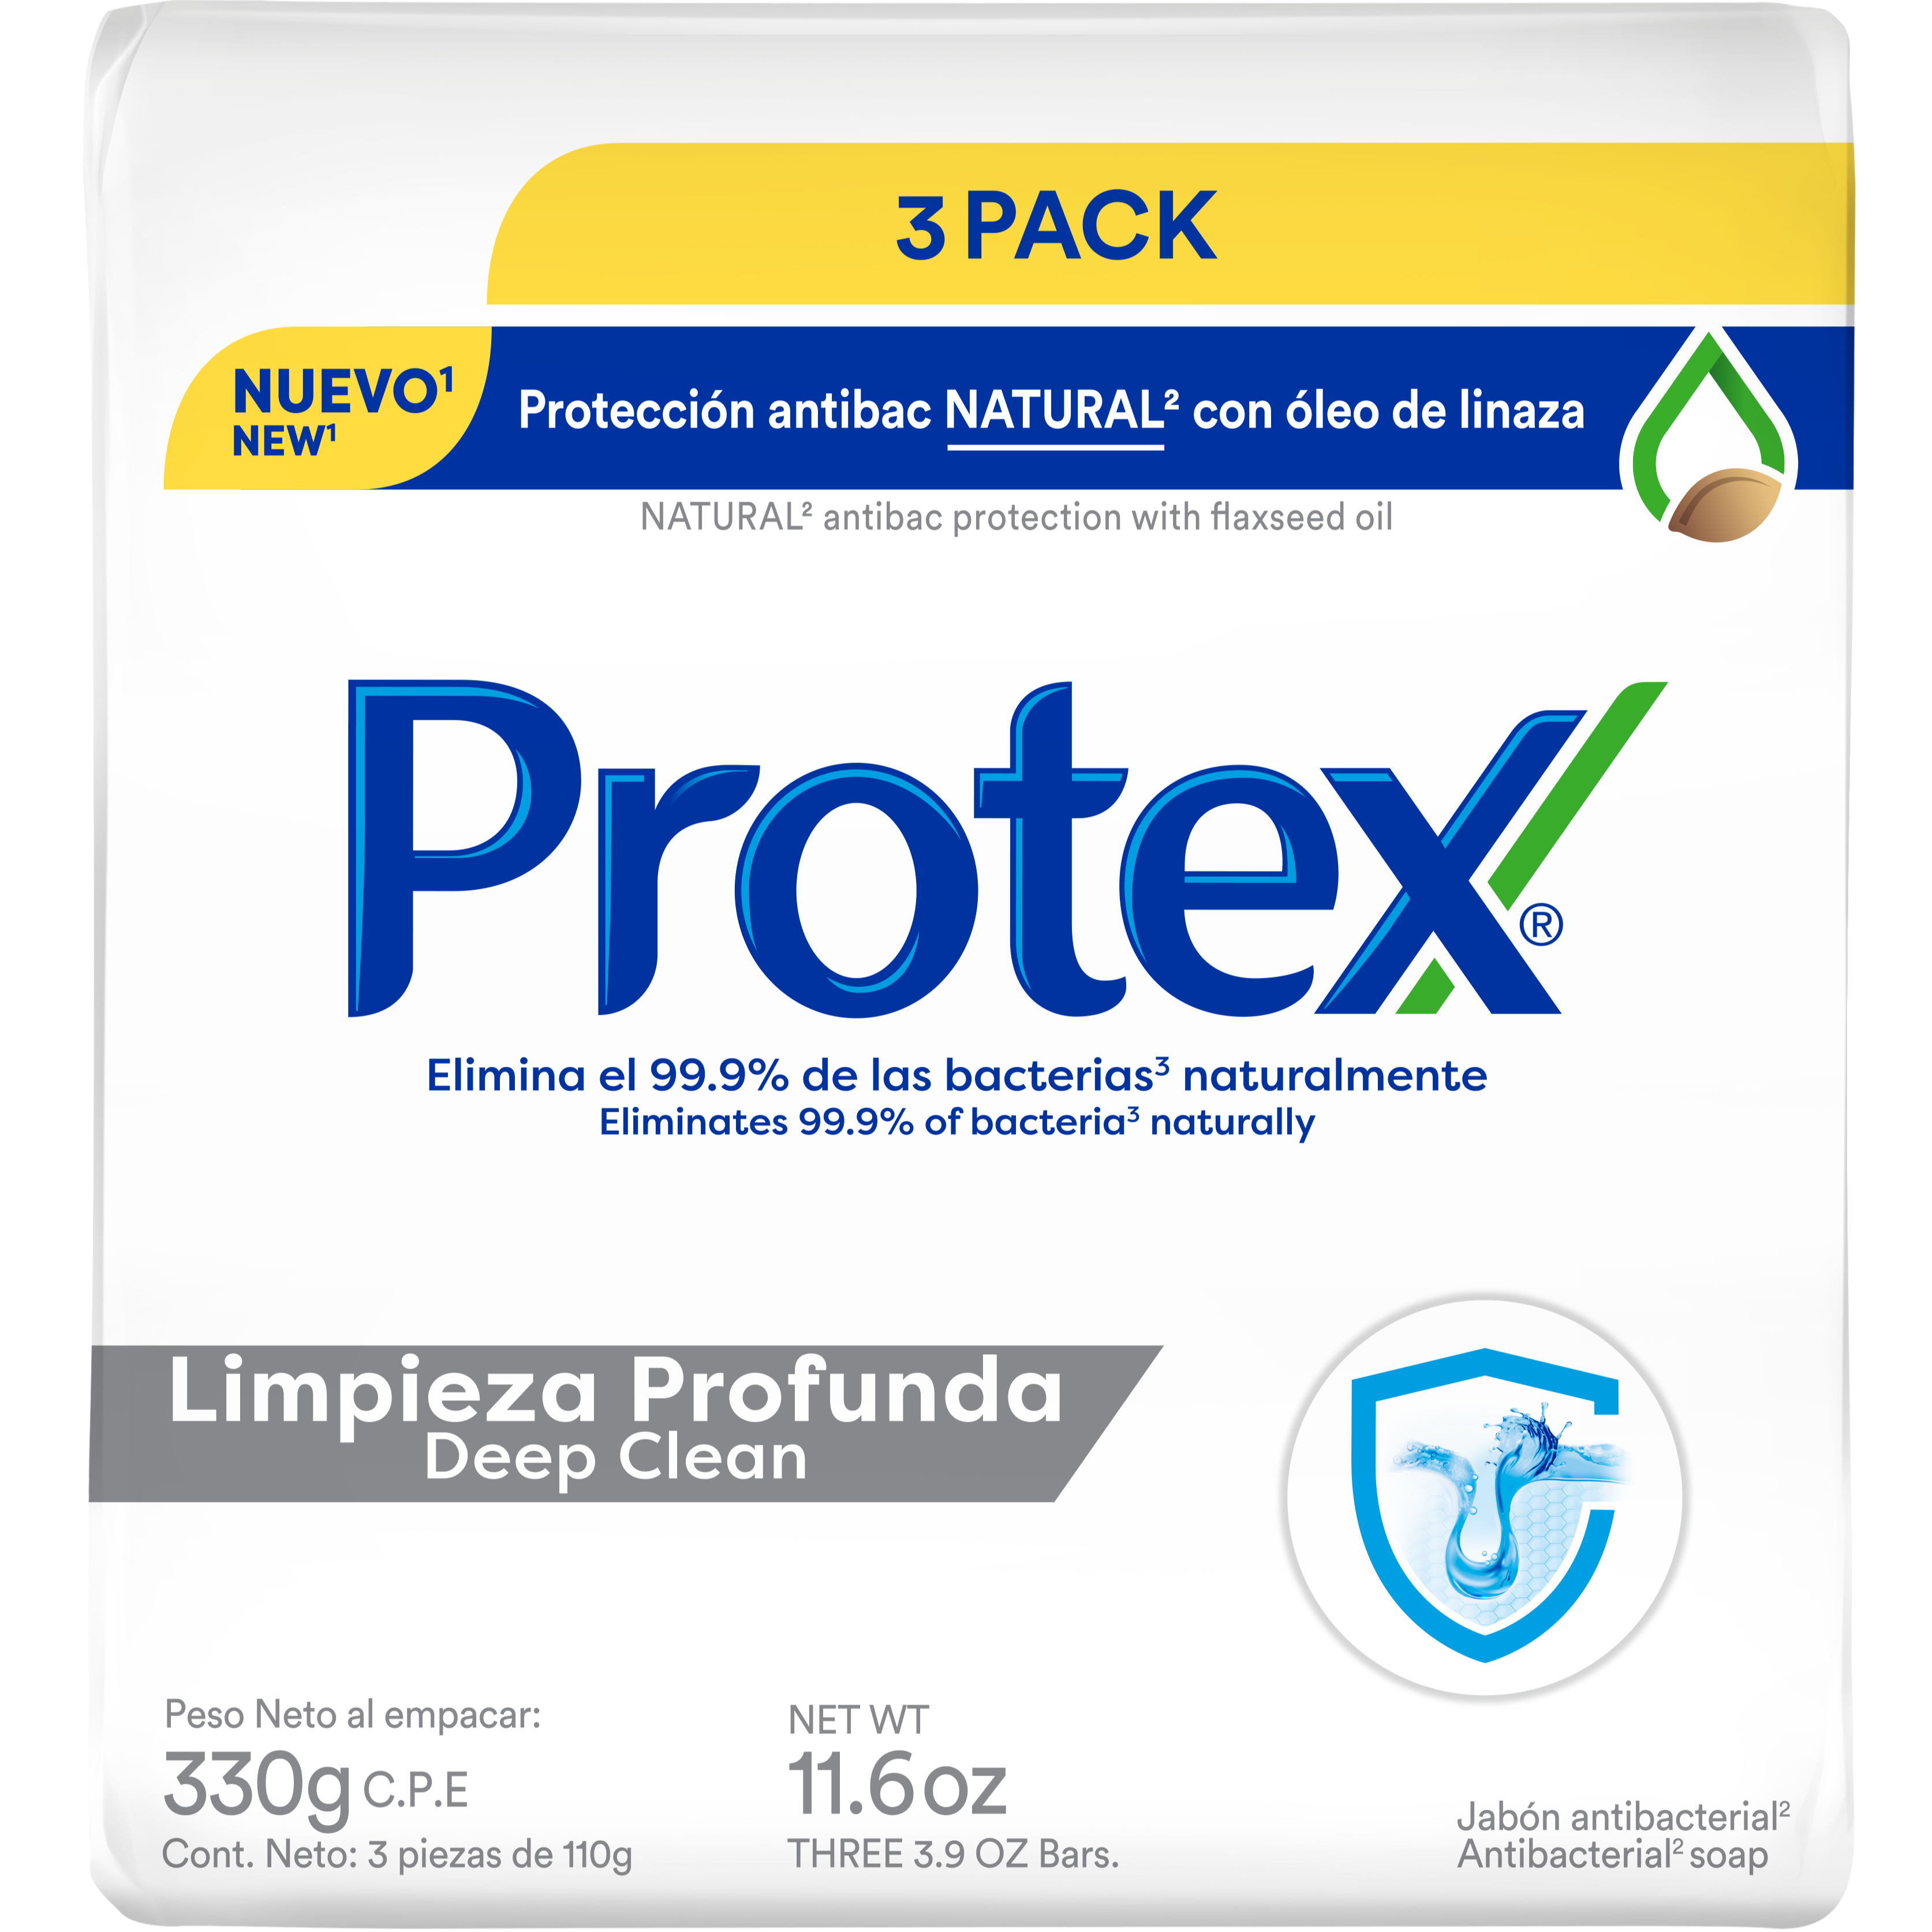 3 PACK
NUEVO¹
NEW¹
Protección antibac NATURAL² con óleo de linaza
NATURAL² antibac protection with flaxseed oil
Protex®
Elimina el 99.9% de las bacterias³ naturalmente
Eliminates 99.9% of bacteria³ naturally
Limpieza Profunda
Deep Clean
Peso Neto al empacar:
330g C.P.E
Cont. Neto: 3 piezas de 110g
NET WT
11.6 oz
THREE 3.9 OZ Bars.
Jabón antibacterial²
Antibacterial² soap